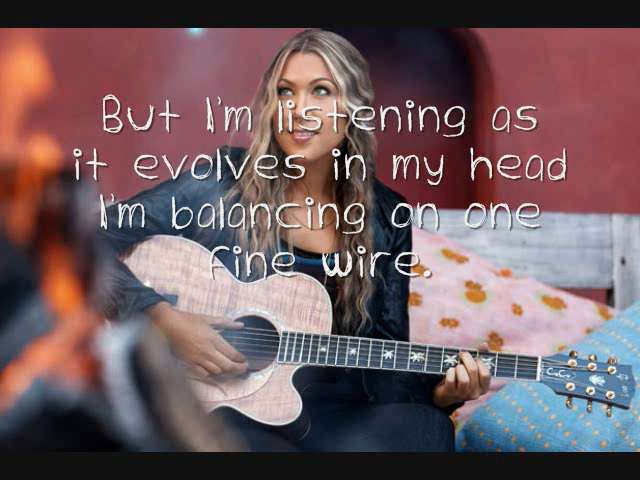 But I'm listening as
it evolves in my head
I'm balancing on one
fine wire.